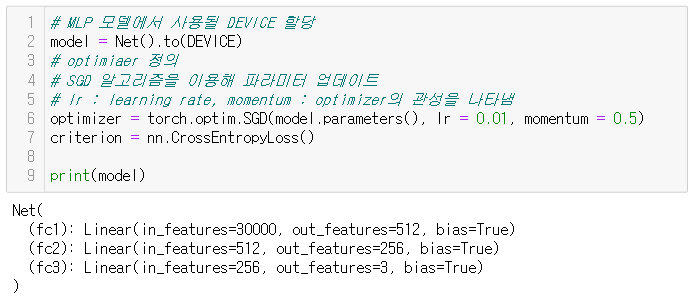 1 # MLP 모델에서 사용될 DEVICE 할당
2 model = Net().to(DEVICE)
3 # optimiaer 정의
4 # SGD 알고리즘을 이용해 파라미터 업데이트
5 # lr : learning rate, momentum : optimizer의 관성을 나타냄
6 optimizer = torch.optim.SGD(model.parameters(), lr = 0.01, momentum = 0.5)
7 criterion = nn.CrossEntropyLoss()
8
9 print(model)
Net(
  (fc1): Linear(in_features=30000, out_features=512, bias=True)
  (fc2): Linear(in_features=512, out_features=256, bias=True)
  (fc3): Linear(in_features=256, out_features=3, bias=True)
)